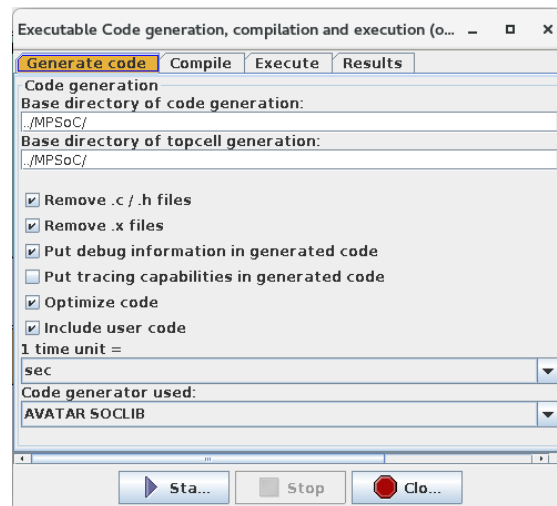 Executable Code generation, compilation and execution (o...
Generate code Compile Execute Results
Code generation
Base directory of code generation:
../MPSoC/
Base directory of topcell generation:
../MPSoC/
Remove .c / .h files
Remove .x files
Put debug information in generated code
Put tracing capabilities in generated code
Optimize code
Include user code
1 time unit =
sec
Code generator used:
AVATAR SOCLIB
Sta... Stop Clo...